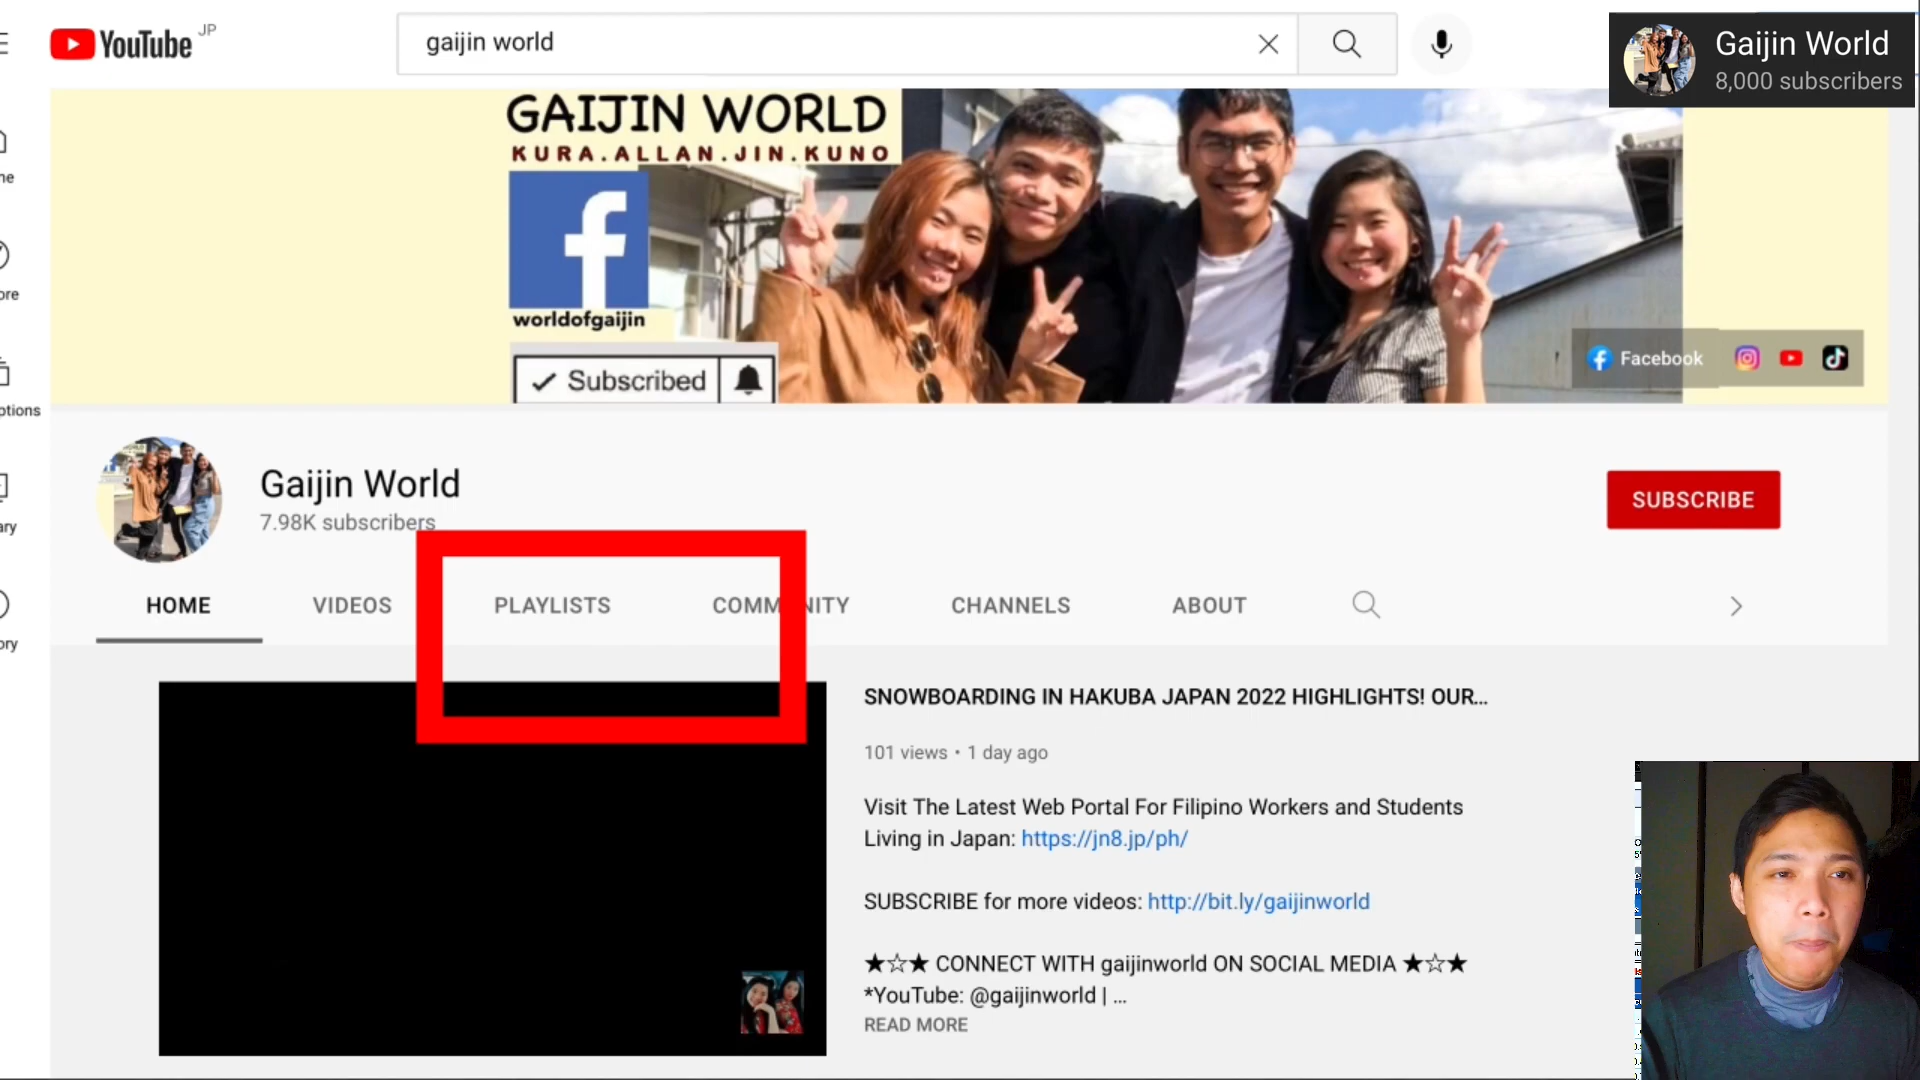 YouTube JP
gaijin world
Gaijin World
8,000 subscribers
GAIJIN WORLD
KURA.ALLAN.JIN.KUNO
worldofgaijin
Subscribed
Facebook
Gaijin World
7.98K subscribers
SUBSCRIBE
HOME VIDEOS PLAYLISTS COMMUNITY CHANNELS ABOUT
SNOWBOARDING IN HAKUBA JAPAN 2022 HIGHLIGHTS! OUR...
101 views • 1 day ago
Visit The Latest Web Portal For Filipino Workers and Students
Living in Japan: https://jn8.jp/ph/
SUBSCRIBE for more videos: http://bit.ly/gaijinworld
★☆★ CONNECT WITH gaijinworld ON SOCIAL MEDIA ★☆★
*YouTube: @gaijinworld | ...
READ MORE